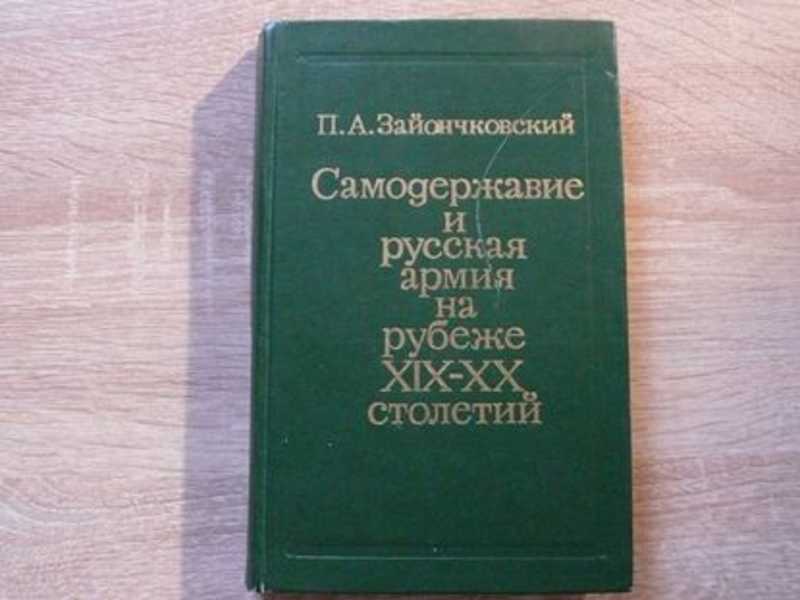 П. А. Зайончковский
Самодержавие
и
русская
армия
на
рубеже
XIX-XX
столетий